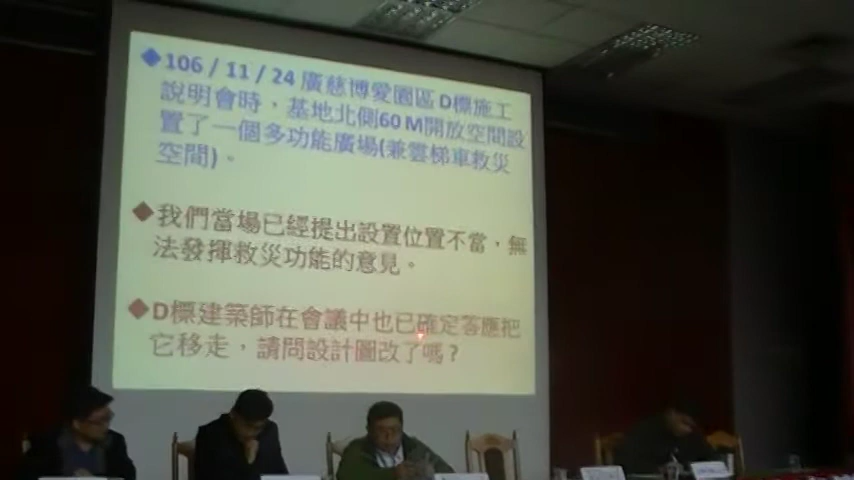 ◆106 / 11 / 24 廣慈博愛園區 D標施工
說明會時，基地北側60 M開放空間設
置了一個多功能廣場(兼雲梯車救災
空間)。
◆我們當場已經提出設置位置不當，無
法發揮救災功能的意見。
◆D標建築師在會議中也已確定答應把
它移走，請問設計圖改了嗎？